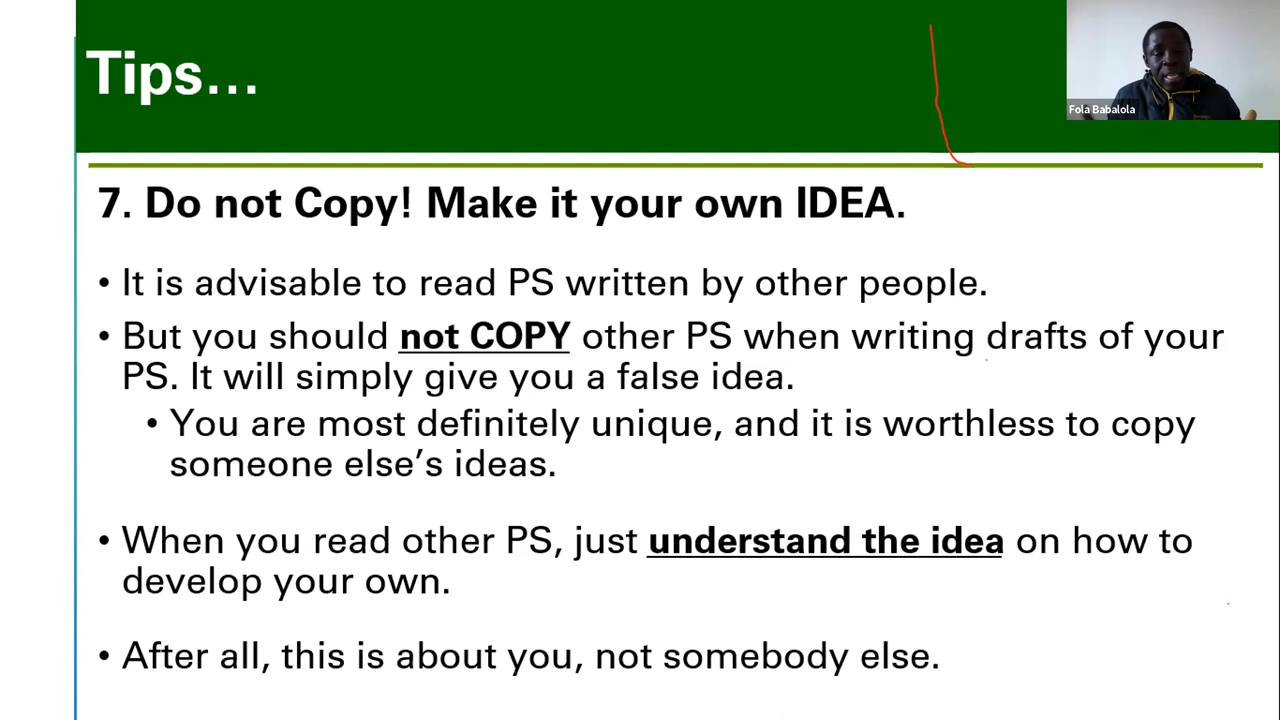 Tips...
Fola Babalola
7. Do not Copy! Make it your own IDEA.
• It is advisable to read PS written by other people.
• But you should not COPY other PS when writing drafts of your
PS. It will simply give you a false idea.
• You are most definitely unique, and it is worthless to copy
someone else’s ideas.
• When you read other PS, just understand the idea on how to
develop your own.
• After all, this is about you, not somebody else.